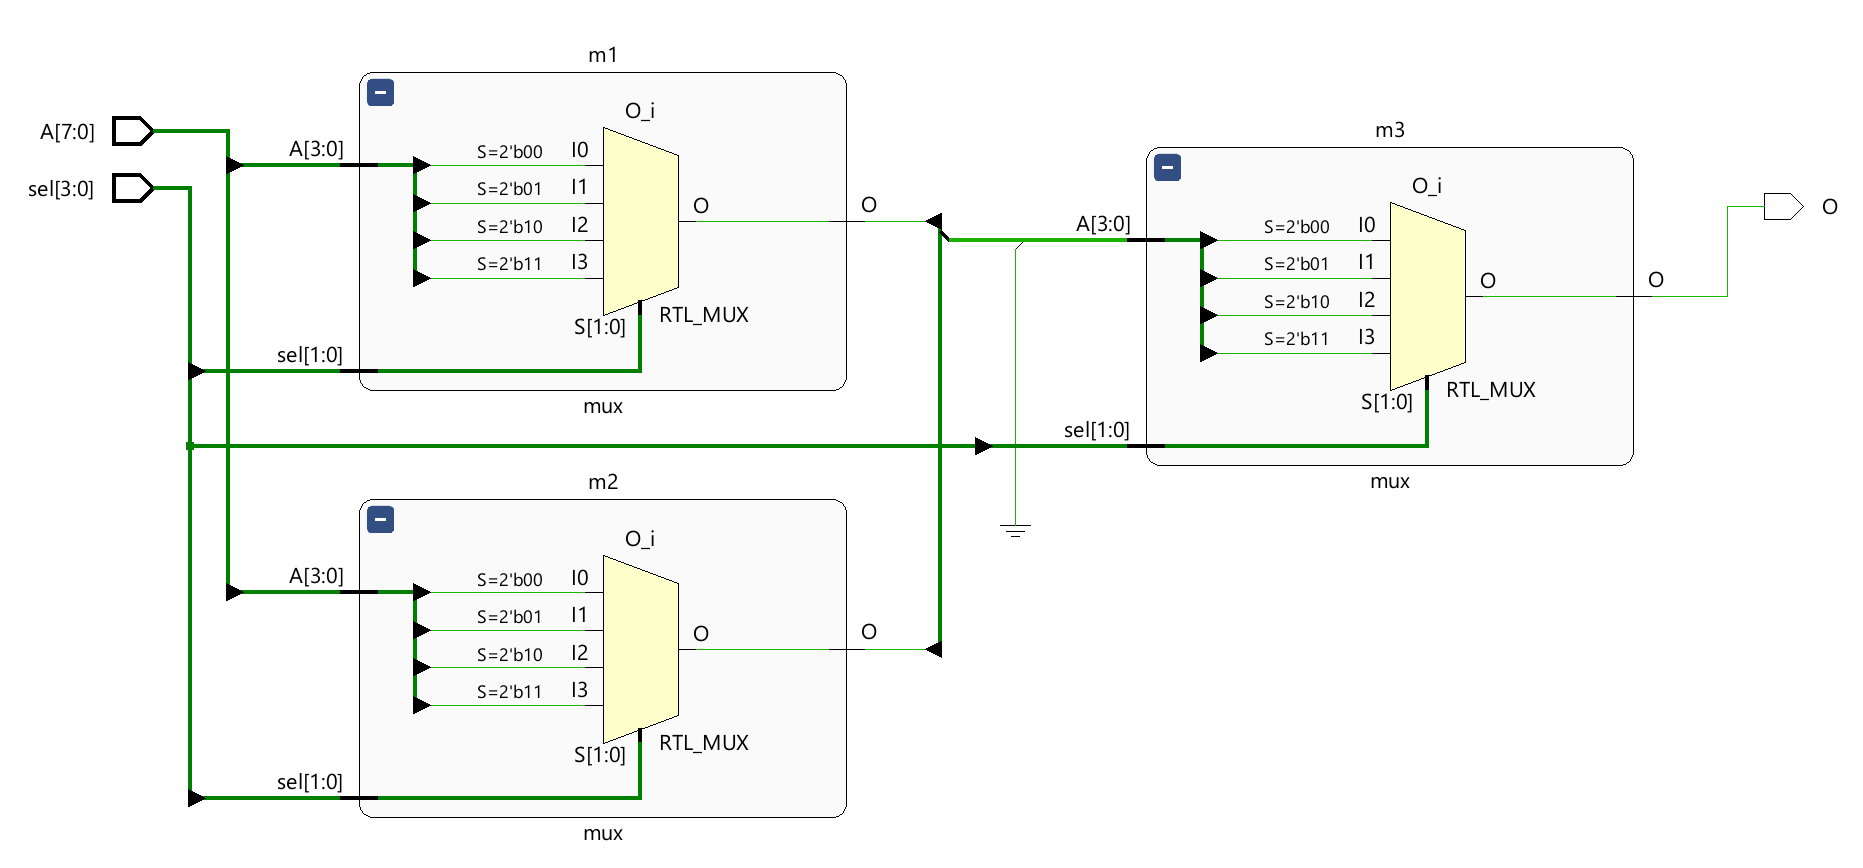 A[7:0]
sel[3:0]
m1
O_i
A[3:0]
S=2'b00 I0
S=2'b01 I1
S=2'b10 I2
S=2'b11 I3
O
O
S[1:0]
RTL_MUX
sel[1:0]
mux
m2
O_i
A[3:0]
S=2'b00 I0
S=2'b01 I1
S=2'b10 I2
S=2'b11 I3
O
O
S[1:0]
RTL_MUX
sel[1:0]
mux
m3
O_i
A[3:0]
S=2'b00 I0
S=2'b01 I1
S=2'b10 I2
S=2'b11 I3
O
O
S[1:0]
RTL_MUX
sel[1:0]
mux
O